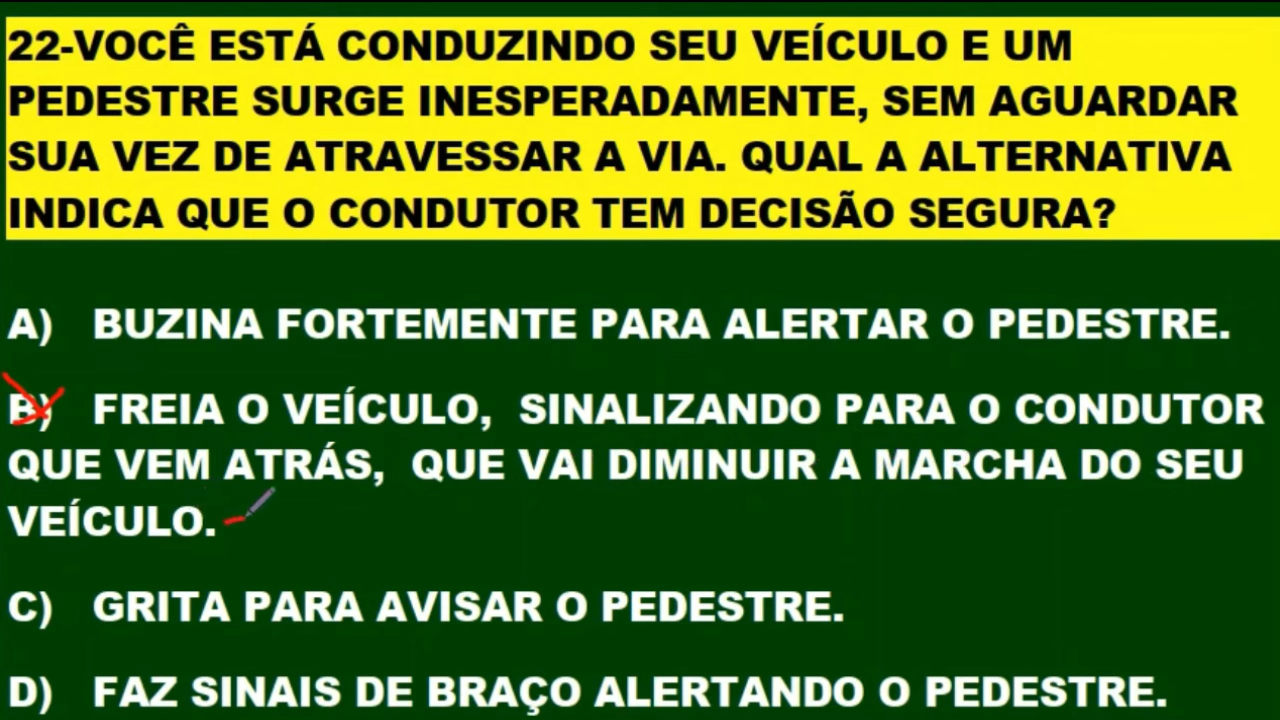 22-VOCÊ ESTÁ CONDUZINDO SEU VEÍCULO E UM
PEDESTRE SURGE INESPERADAMENTE, SEM AGUARDAR
SUA VEZ DE ATRAVESSAR A VIA. QUAL A ALTERNATIVA
INDICA QUE O CONDUTOR TEM DECISÃO SEGURA?
A) BUZINA FORTEMENTE PARA ALERTAR O PEDESTRE.
B) FREIA O VEÍCULO, SINALIZANDO PARA O CONDUTOR
QUE VEM ATRÁS, QUE VAI DIMINUIR A MARCHA DO SEU
VEÍCULO.
C) GRITA PARA AVISAR O PEDESTRE.
D) FAZ SINAIS DE BRAÇO ALERTANDO O PEDESTRE.